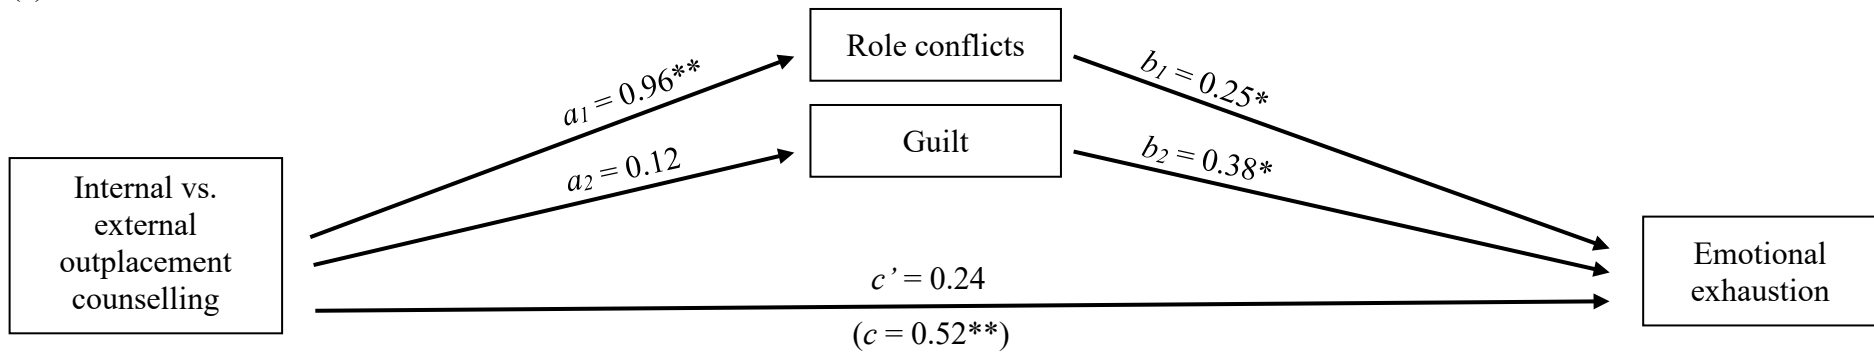 Role conflicts
a1 = 0.96**
b1 = 0.25*
Guilt
a2 = 0.12
b2 = 0.38*
Internal vs.
external
outplacement
counselling
c’ = 0.24
(c = 0.52**)
Emotional
exhaustion